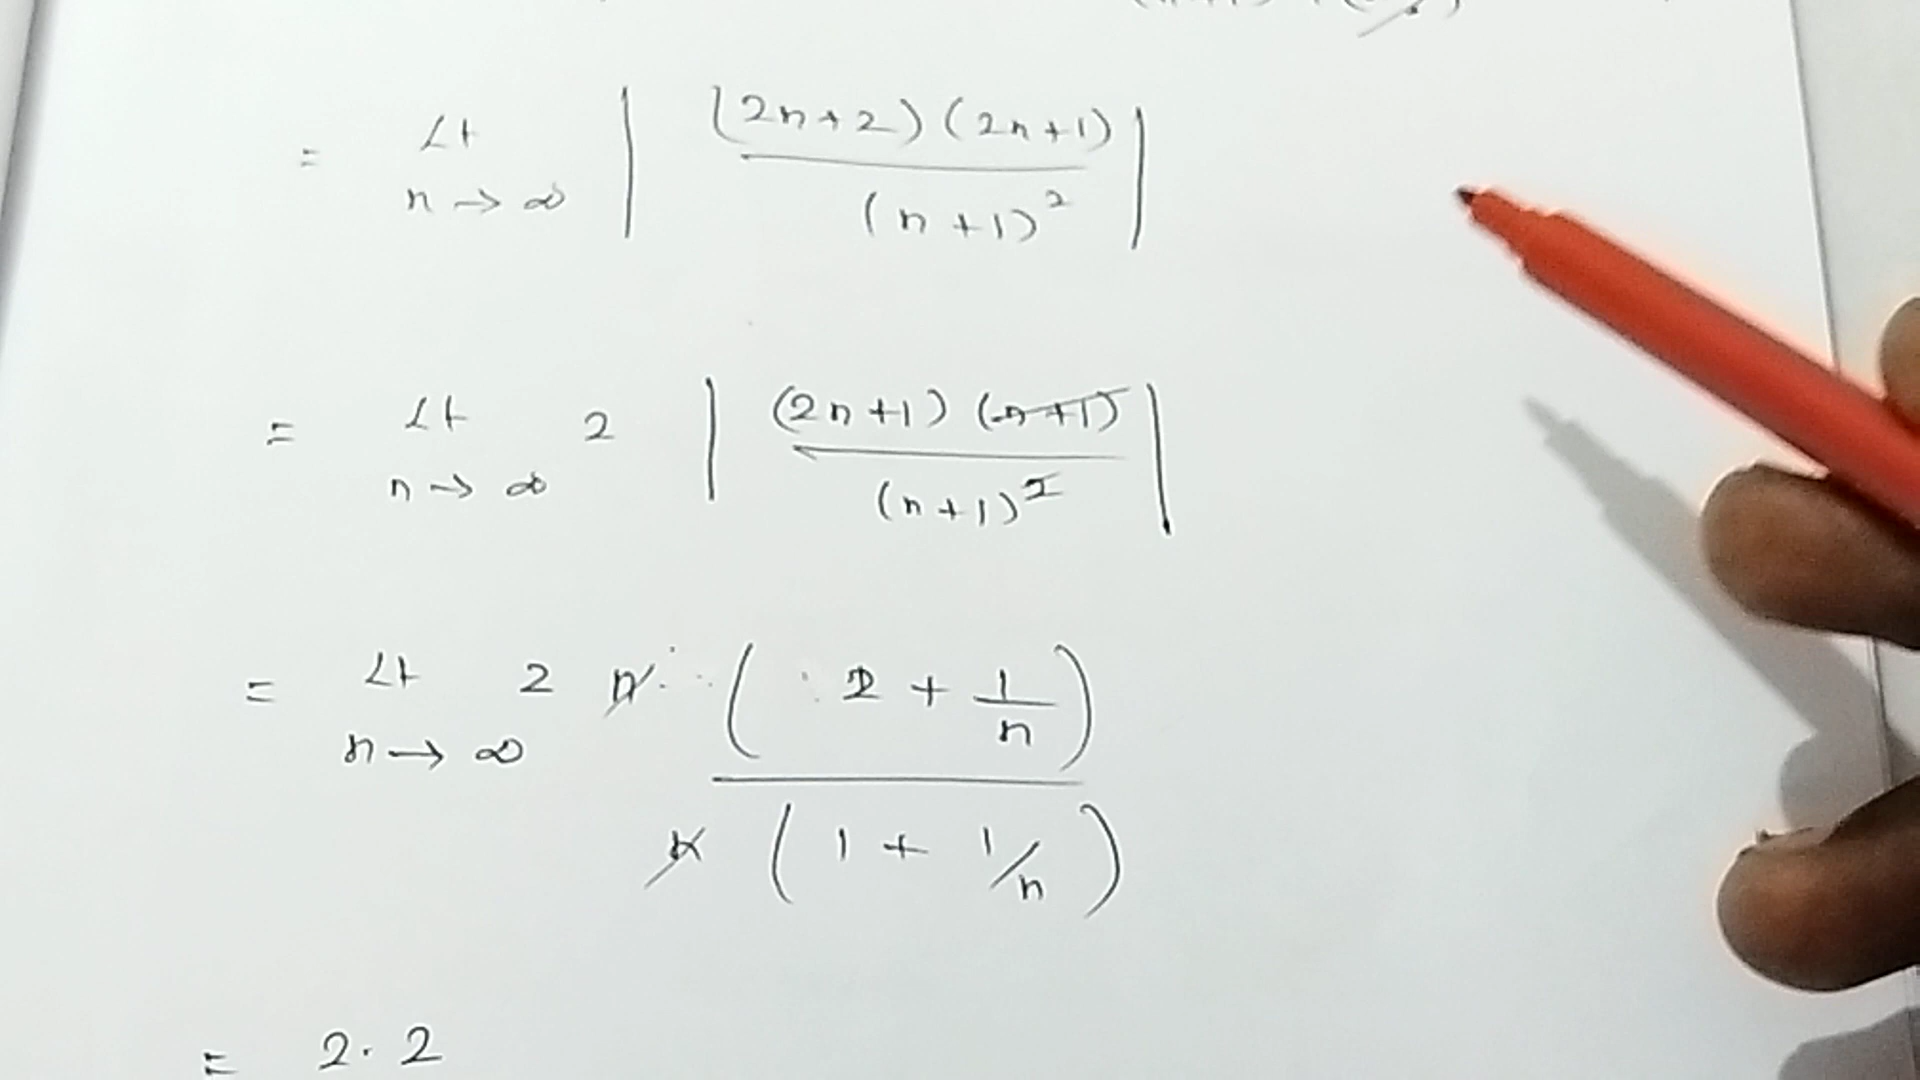 = Lt n→∞ | (2n+2)(2n+1) / (n+1)² |
= Lt n→∞ 2 | (2n+1)(n+1) / (n+1)² |
= Lt n→∞ 2 n (2 + 1/n) / n (1 + 1/n)
= 2.2